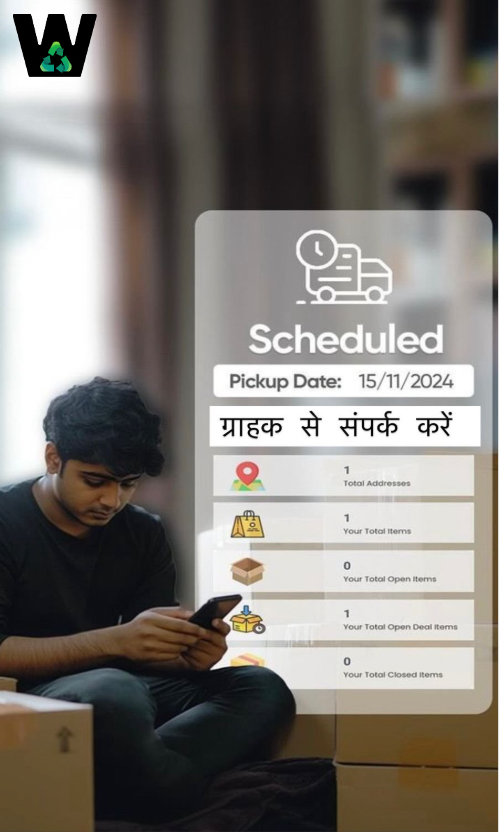 W
Scheduled
Pickup Date: 15/11/2024
ग्राहक से संपर्क करें
1
Total Addresses
1
Your Total Items
0
Your Total Open Items
1
Your Total Open Deal Items
0
Your Total Closed Items